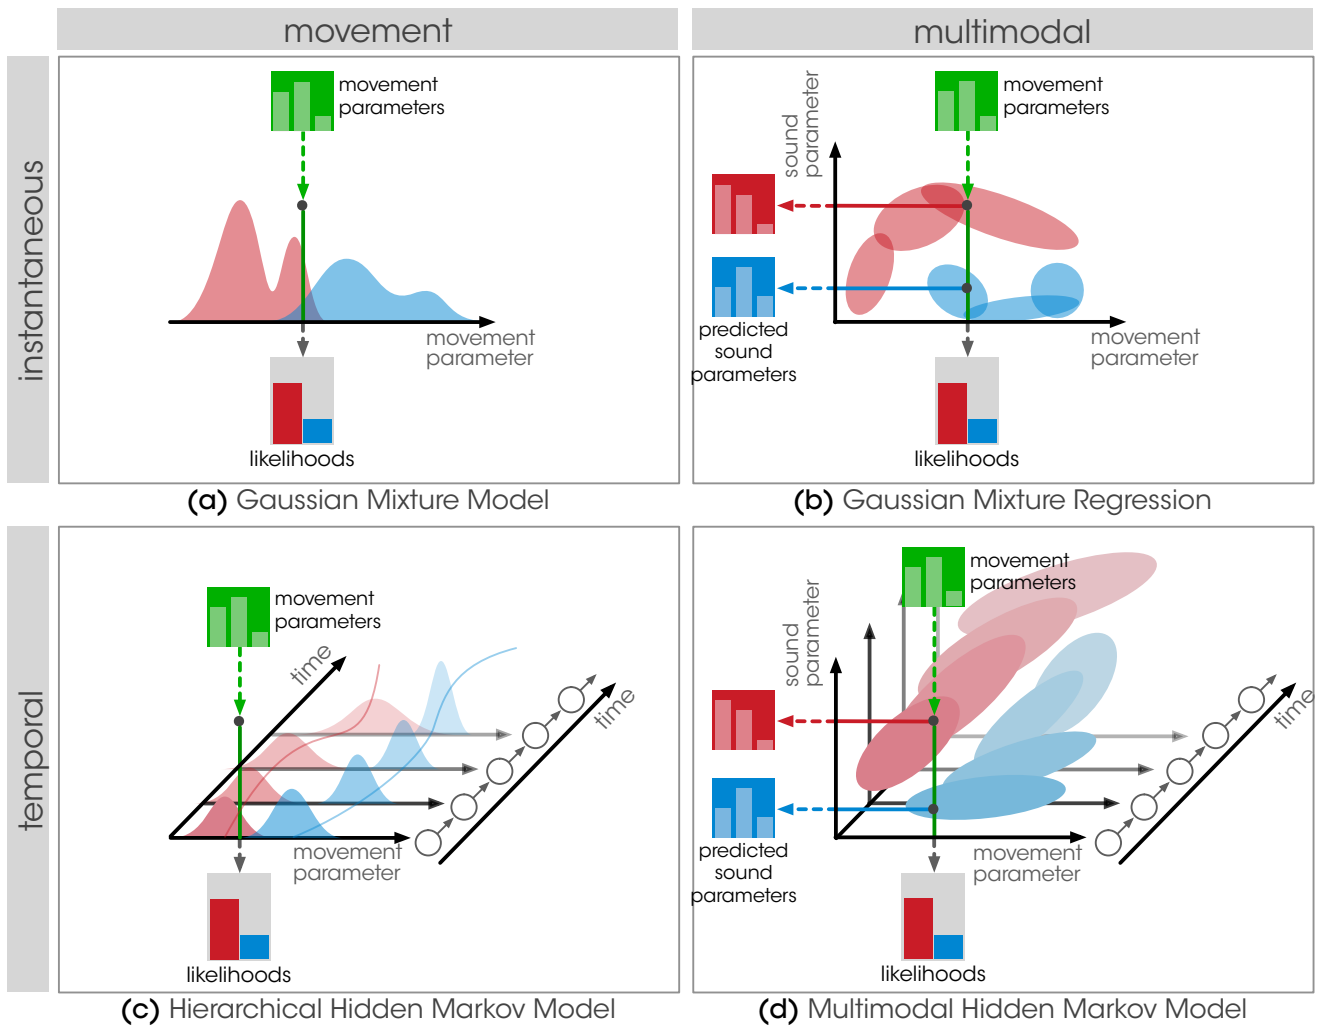 movement
multimodal
instantaneous
movement
parameters
movement
parameter
likelihoods
(a) Gaussian Mixture Model
sound
parameter
movement
parameters
predicted
sound
parameters
movement
parameter
likelihoods
(b) Gaussian Mixture Regression
temporal
movement
parameters
time
time
movement
parameter
likelihoods
(c) Hierarchical Hidden Markov Model
sound
parameter
movement
parameters
time
predicted
sound
parameters
movement
parameter
likelihoods
(d) Multimodal Hidden Markov Model